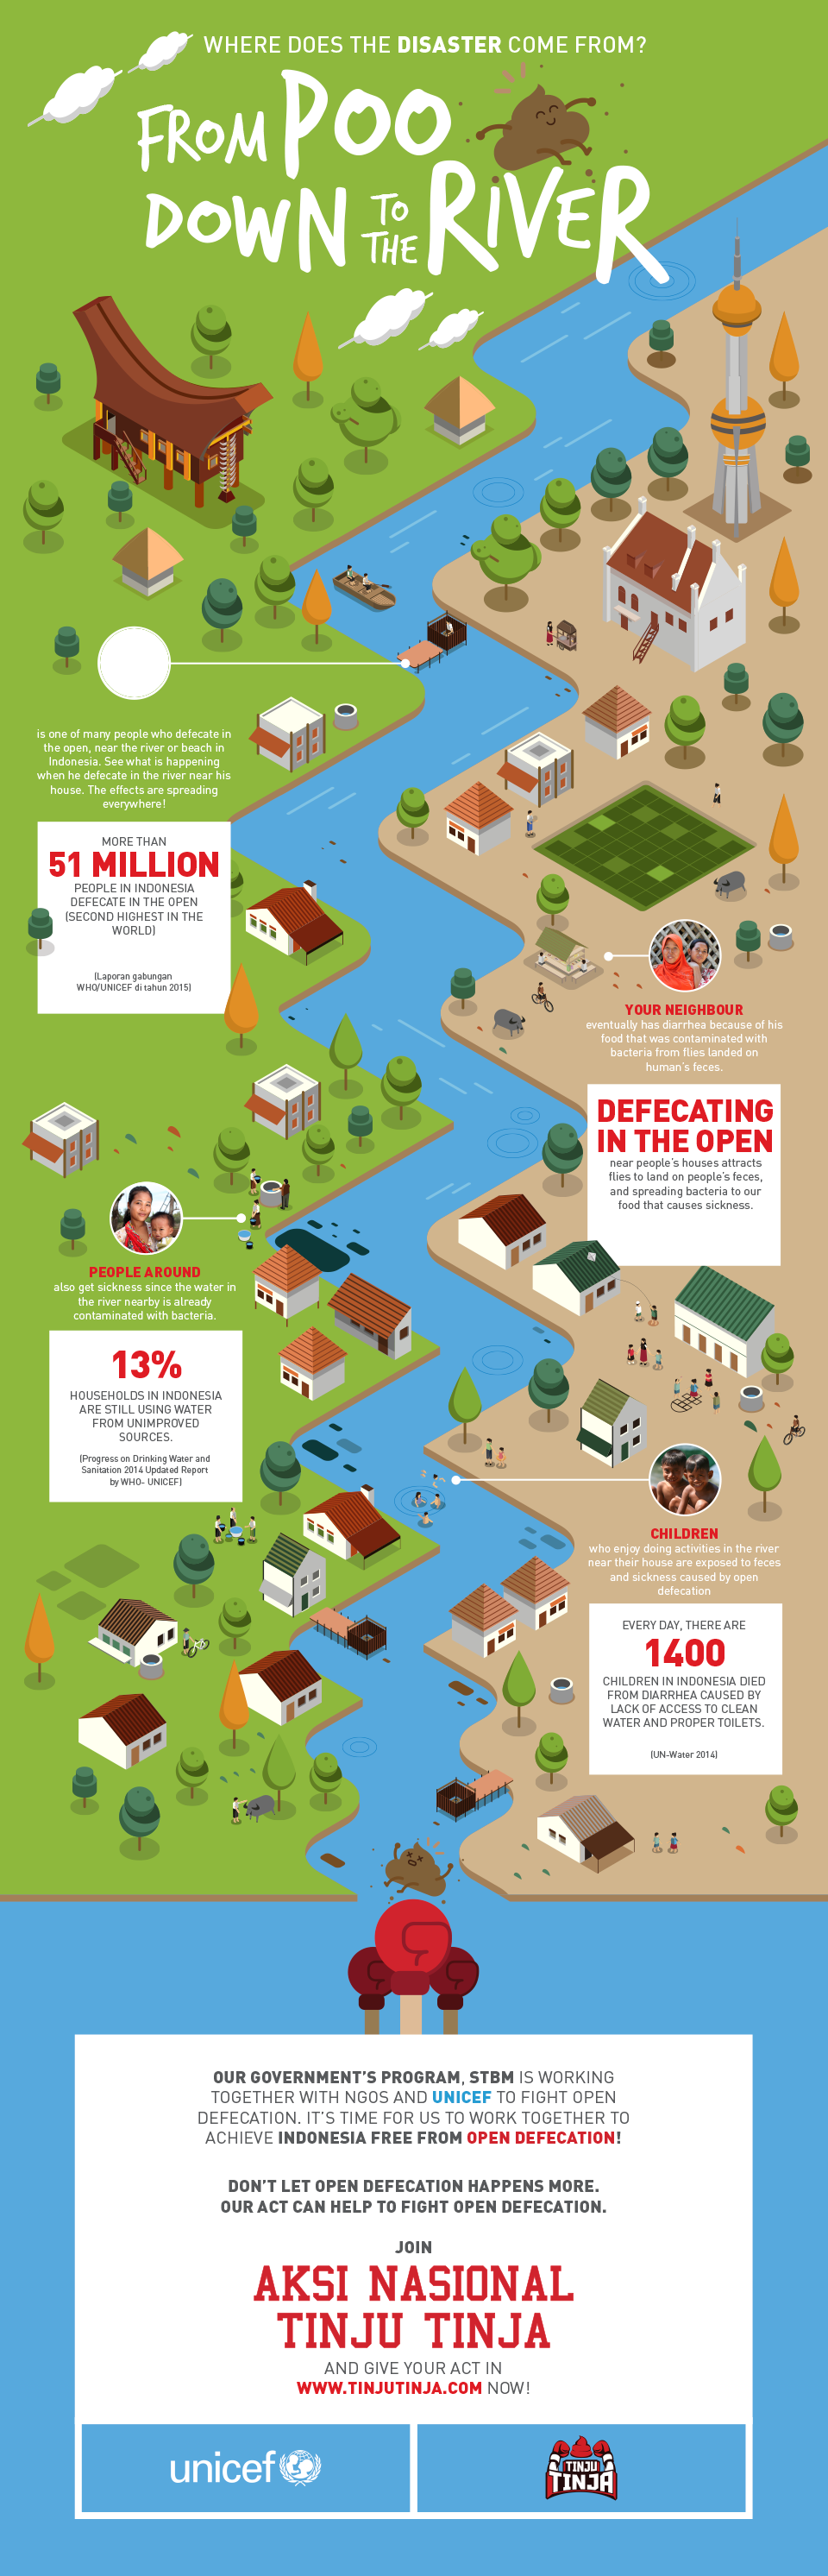 WHERE DOES THE DISASTER COME FROM?
FROM POO
DOWN TO THE RIVER
is one of many people who defecate in
the open, near the river or beach in
Indonesia. See what is happening
when he defecate in the river near his
house. The effects are spreading
everywhere!
MORE THAN
51 MILLION
PEOPLE IN INDONESIA
DEFECATE IN THE OPEN
(SECOND HIGHEST IN THE
WORLD)
(Laporan gabungan
WHO/UNICEF di tahun 2015)
YOUR NEIGHBOUR
eventually has diarrhea because of his
food that was contaminated with
bacteria from flies landed on
human's feces.
DEFECATING
IN THE OPEN
near people's houses attracts
flies to land on people's feces,
and spreading bacteria to our
food that causes sickness.
PEOPLE AROUND
also get sickness since the water in
the river nearby is already
contaminated with bacteria.
13%
HOUSEHOLDS IN INDONESIA
ARE STILL USING WATER
FROM UNIMPROVED
SOURCES.
(Progress on Drinking Water and
Sanitation 2014 Updated Report
by WHO- UNICEF)
CHILDREN
who enjoy doing activities in the river
near their house are exposed to feces
and sickness caused by open
defecation
EVERY DAY, THERE ARE
1400
CHILDREN IN INDONESIA DIED
FROM DIARRHEA CAUSED BY
LACK OF ACCESS TO CLEAN
WATER AND PROPER TOILETS.
(UN-Water 2014)
OUR GOVERNMENT'S PROGRAM, STBM IS WORKING
TOGETHER WITH NGOS AND UNICEF TO FIGHT OPEN
DEFECATION. IT'S TIME FOR US TO WORK TOGETHER TO
ACHIEVE INDONESIA FREE FROM OPEN DEFECATION!
DON'T LET OPEN DEFECATION HAPPENS MORE.
OUR ACT CAN HELP TO FIGHT OPEN DEFECATION.
JOIN
AKSI NASIONAL
TINJU TINJA
AND GIVE YOUR ACT IN
WWW.TINJUTINJA.COM NOW!
unicef
TINJU
TINJA